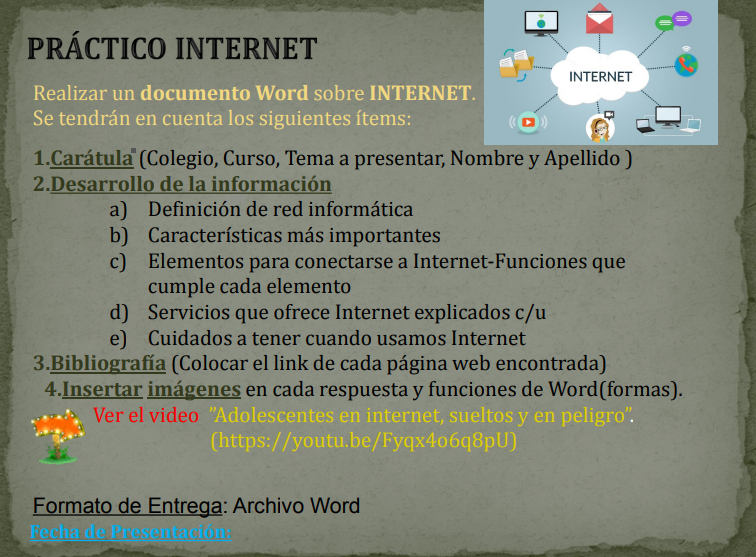 PRÁCTICO INTERNET
INTERNET
Realizar un documento Word sobre INTERNET.
Se tendrán en cuenta los siguientes ítems:
1.Carátula (Colegio, Curso, Tema a presentar, Nombre y Apellido )
2.Desarrollo de la información
a) Definición de red informática
b) Características más importantes
c) Elementos para conectarse a Internet-Funciones que
cumple cada elemento
d) Servicios que ofrece Internet explicados c/u
e) Cuidados a tener cuando usamos Internet
3.Bibliografía (Colocar el link de cada página web encontrada)
4.Insertar imágenes en cada respuesta y funciones de Word(formas).
Ver el video "Adolescentes en internet, sueltos y en peligro".
(https://youtu.be/Fyqx4o6q8pU)
Formato de Entrega: Archivo Word
Fecha de Presentación: